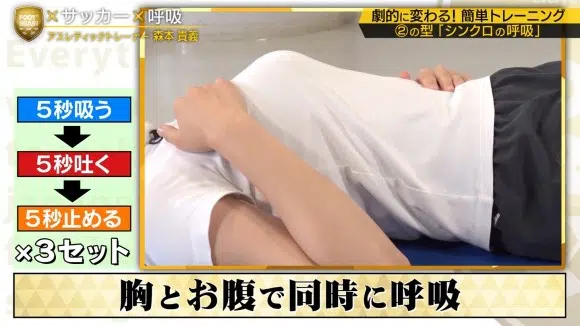 FOOT
×サッカー×呼吸
アスレティックトレーナー 森本 貴義
劇的に変わる!簡単トレーニング
②の型「シンクロの呼吸」
5秒吸う
5秒吐く
5秒止める
×3セット
胸とお腹で同時に呼吸